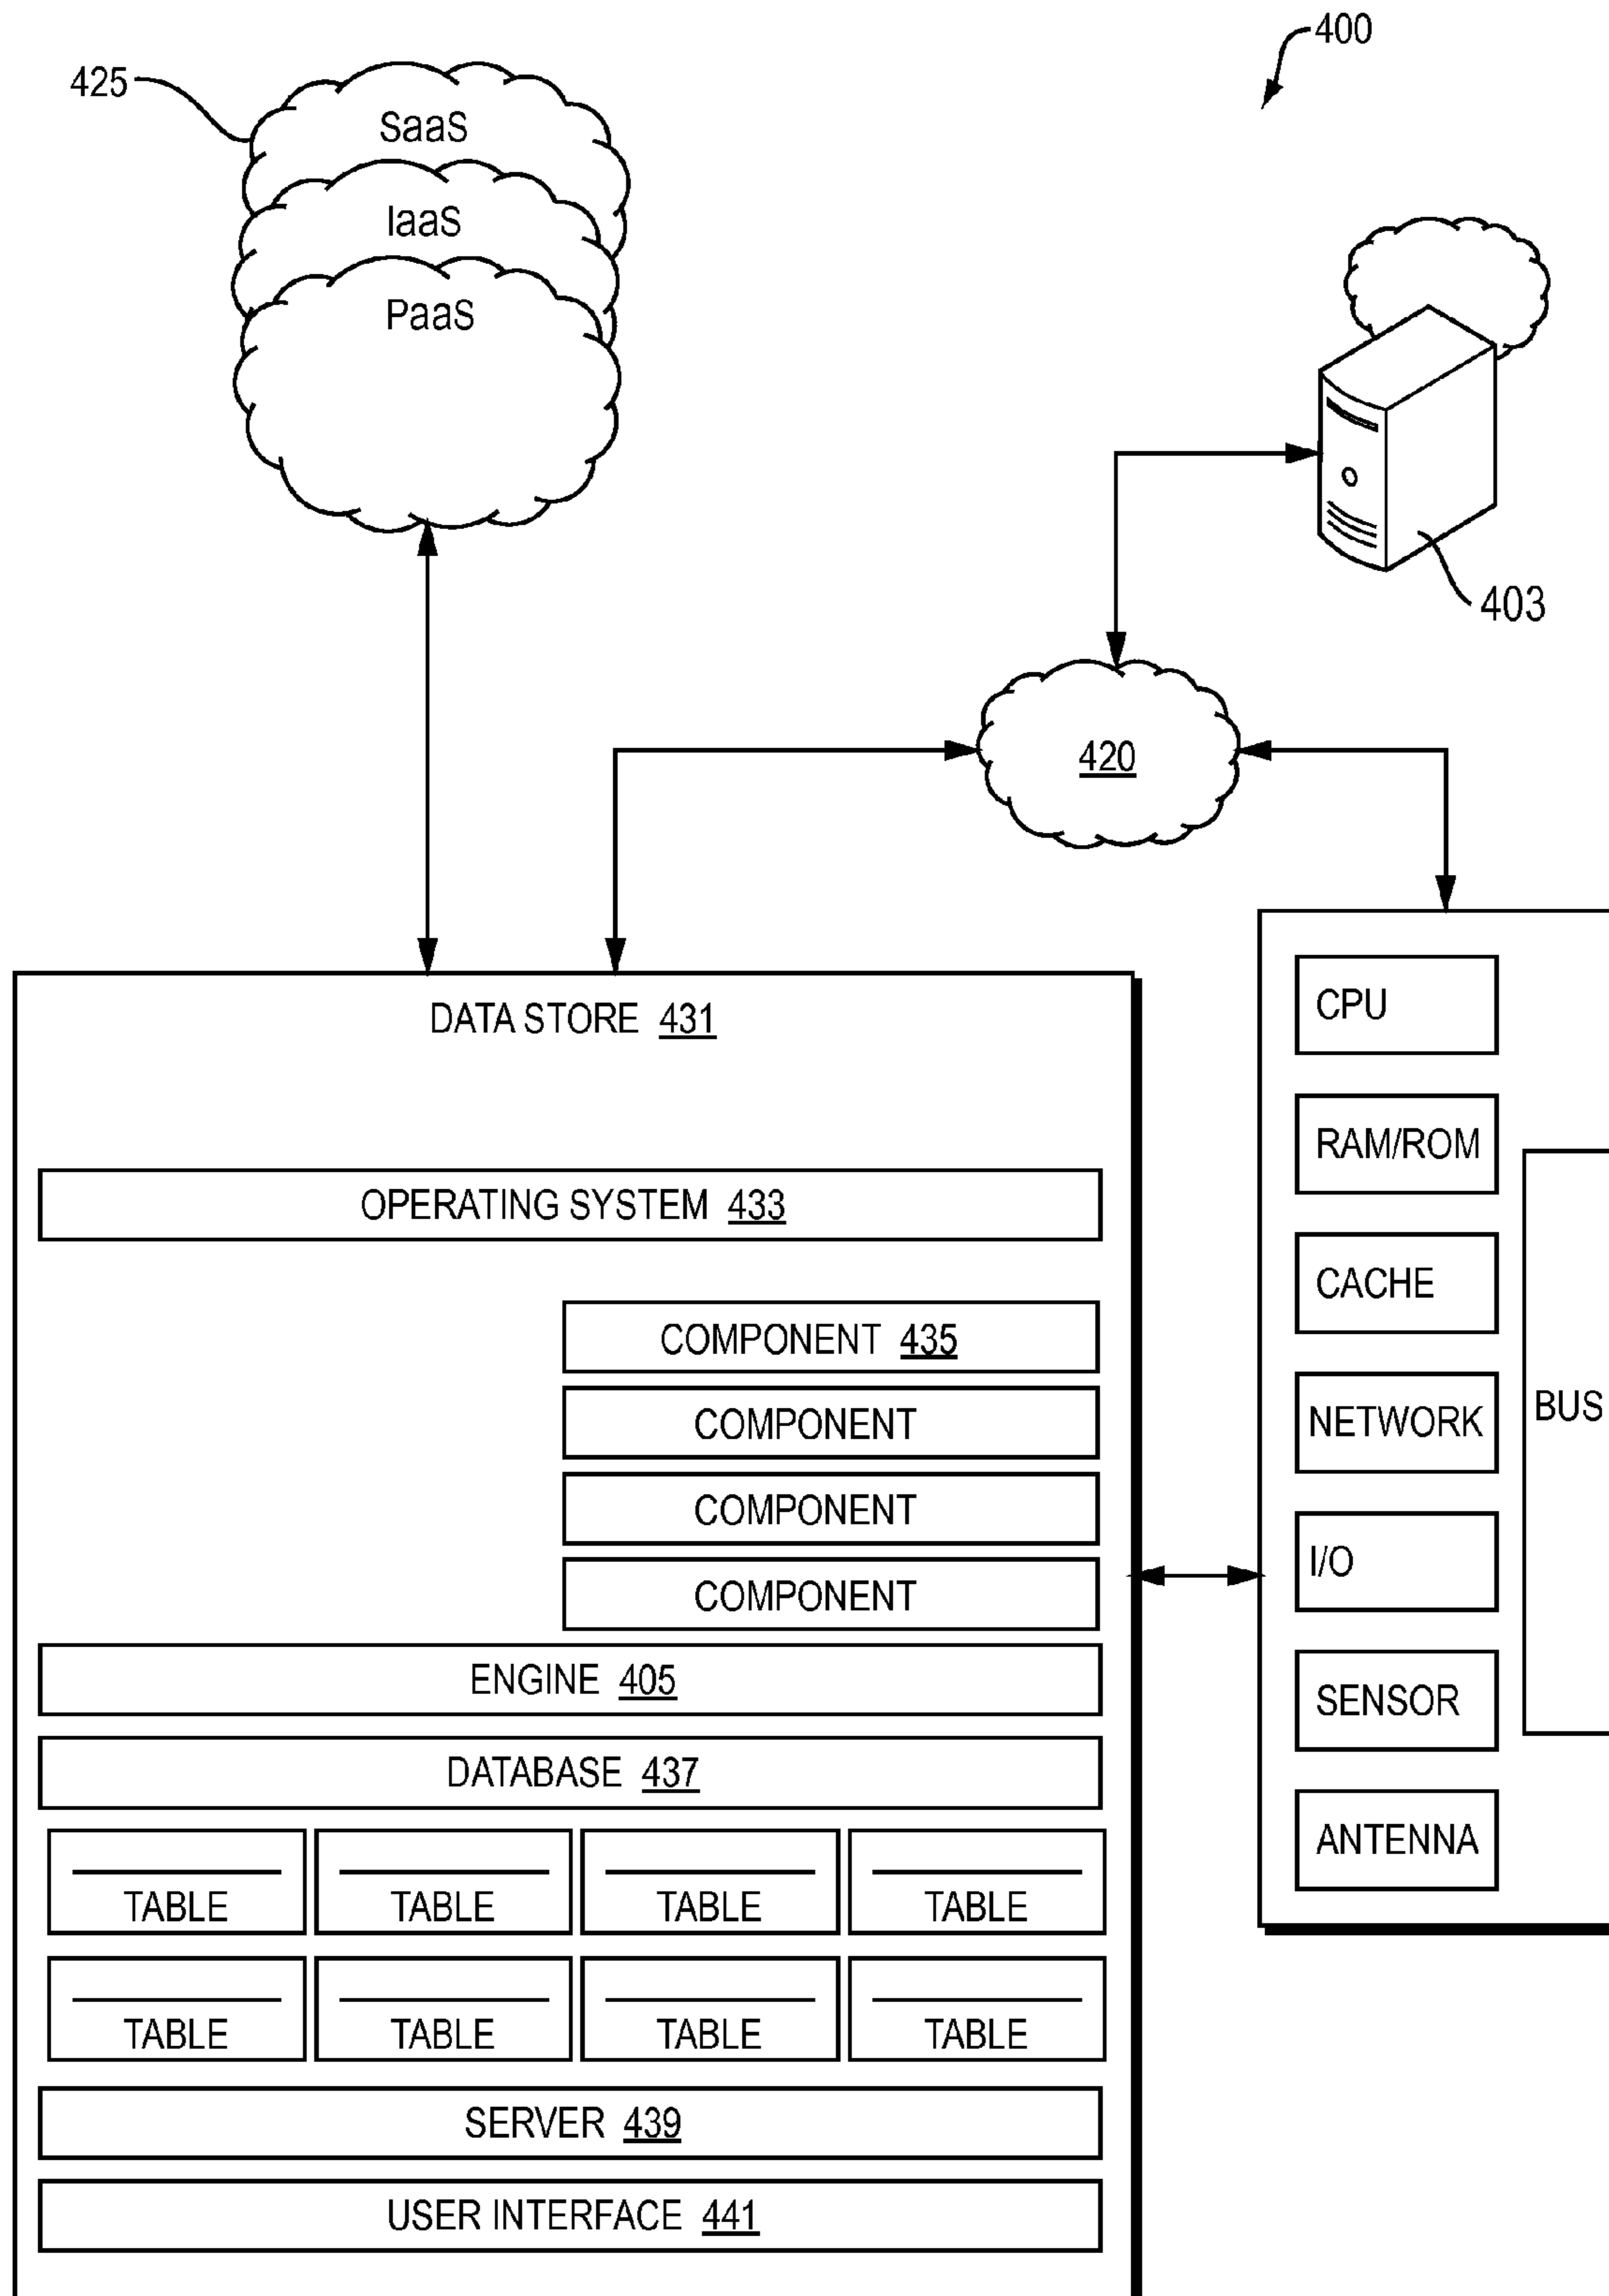 400
425
SaaS
IaaS
PaaS
403
420
DATA STORE 431
OPERATING SYSTEM 433
COMPONENT 435
COMPONENT
COMPONENT
COMPONENT
ENGINE 405
DATABASE 437
TABLE TABLE TABLE TABLE
TABLE TABLE TABLE TABLE
SERVER 439
USER INTERFACE 441
CPU
RAM/ROM
CACHE
NETWORK
I/O
SENSOR
ANTENNA
BUS